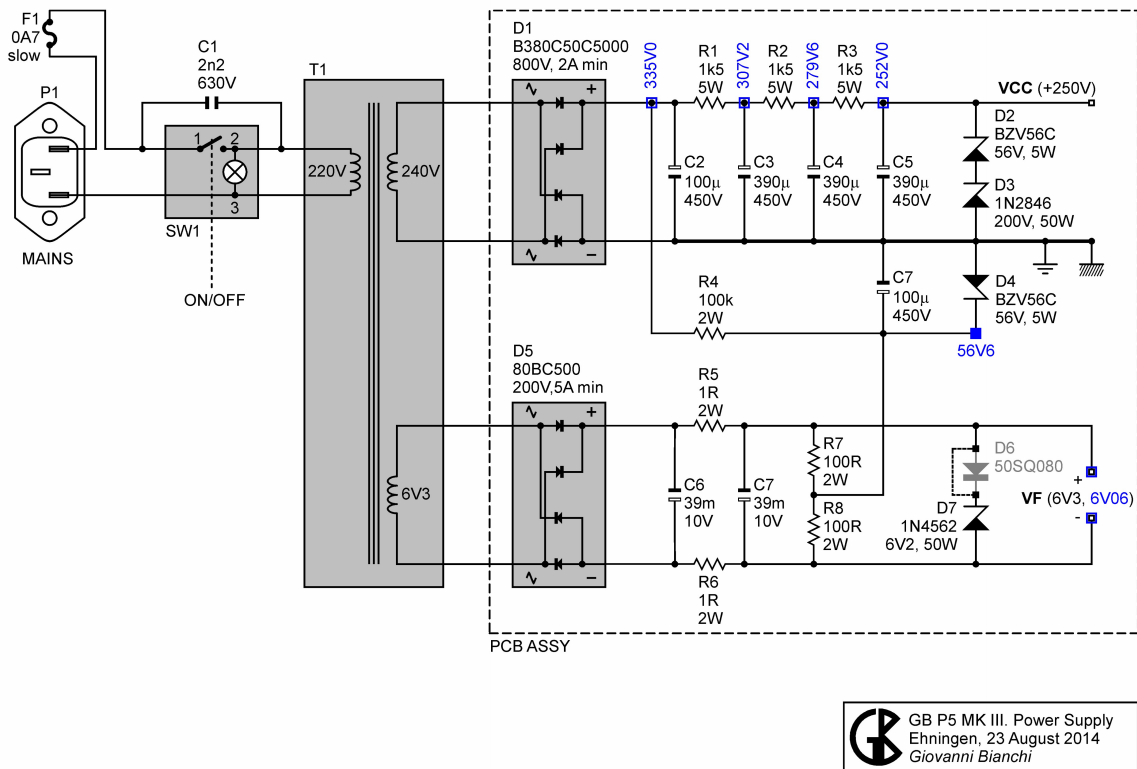 F1
0A7
slow
P1
MAINS
C1
2n2
630V
1
2
3
SW1
ON/OFF
T1
220V
240V
6V3
D1
B380C50C5000
800V, 2A min
+
−
335V0
R1
1k5
5W
307V2
R2
1k5
5W
279V6
R3
1k5
5W
252V0
VCC (+250V)
C2
100µ
450V
C3
390µ
450V
C4
390µ
450V
C5
390µ
450V
D2
BZV56C
56V, 5W
D3
1N2846
200V, 50W
R4
100k
2W
C7
100µ
450V
D4
BZV56C
56V, 5W
56V6
D5
80BC500
200V,5A min
+
−
R5
1R
2W
C6
39m
10V
C7
39m
10V
R7
100R
2W
R8
100R
2W
D6
50SQ080
D7
1N4562
6V2, 50W
+
VF (6V3, 6V06)
-
R6
1R
2W
PCB ASSY
GB P5 MK III. Power Supply
Ehningen, 23 August 2014
Giovanni Bianchi